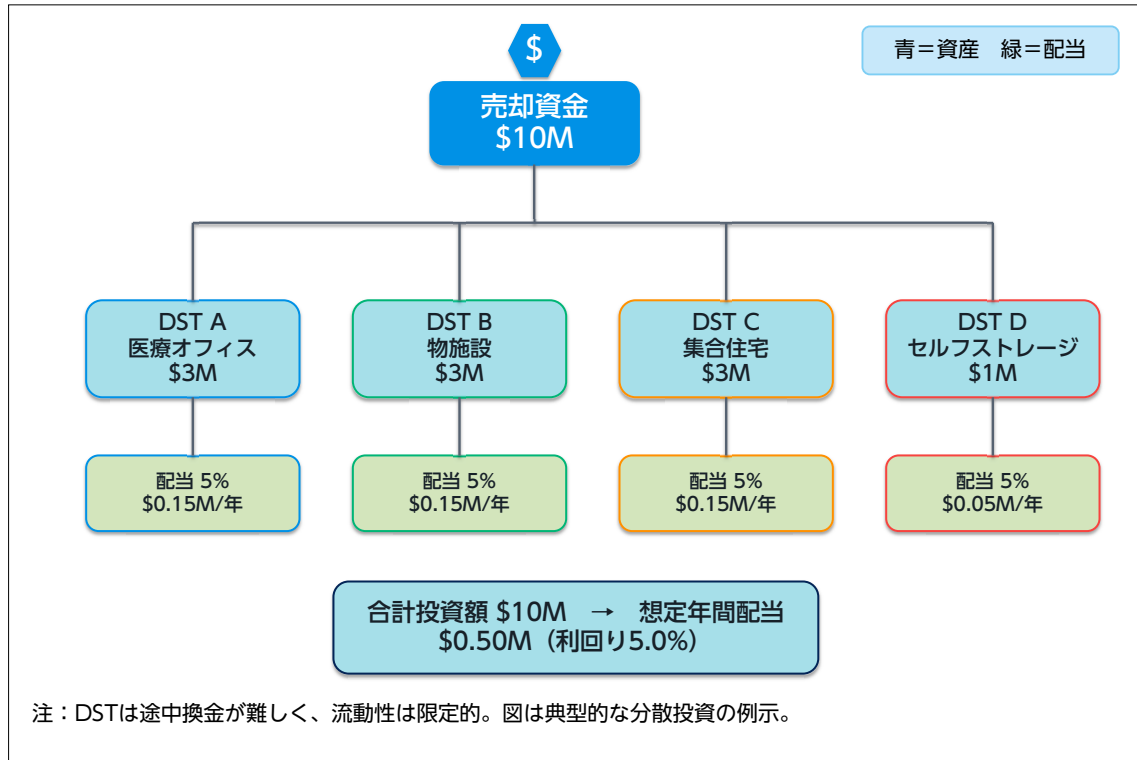 $
青＝資産　緑＝配当
売却資金
$10M
DST A
医療オフィス
$3M
DST B
物施設
$3M
DST C
集合住宅
$3M
DST D
セルフストレージ
$1M
配当 5%
$0.15M/年
配当 5%
$0.15M/年
配当 5%
$0.15M/年
配当 5%
$0.05M/年
合計投資額 $10M　→　想定年間配当
$0.50M（利回り5.0%）
注：DSTは途中換金が難しく、流動性は限定的。図は典型的な分散投資の例示。